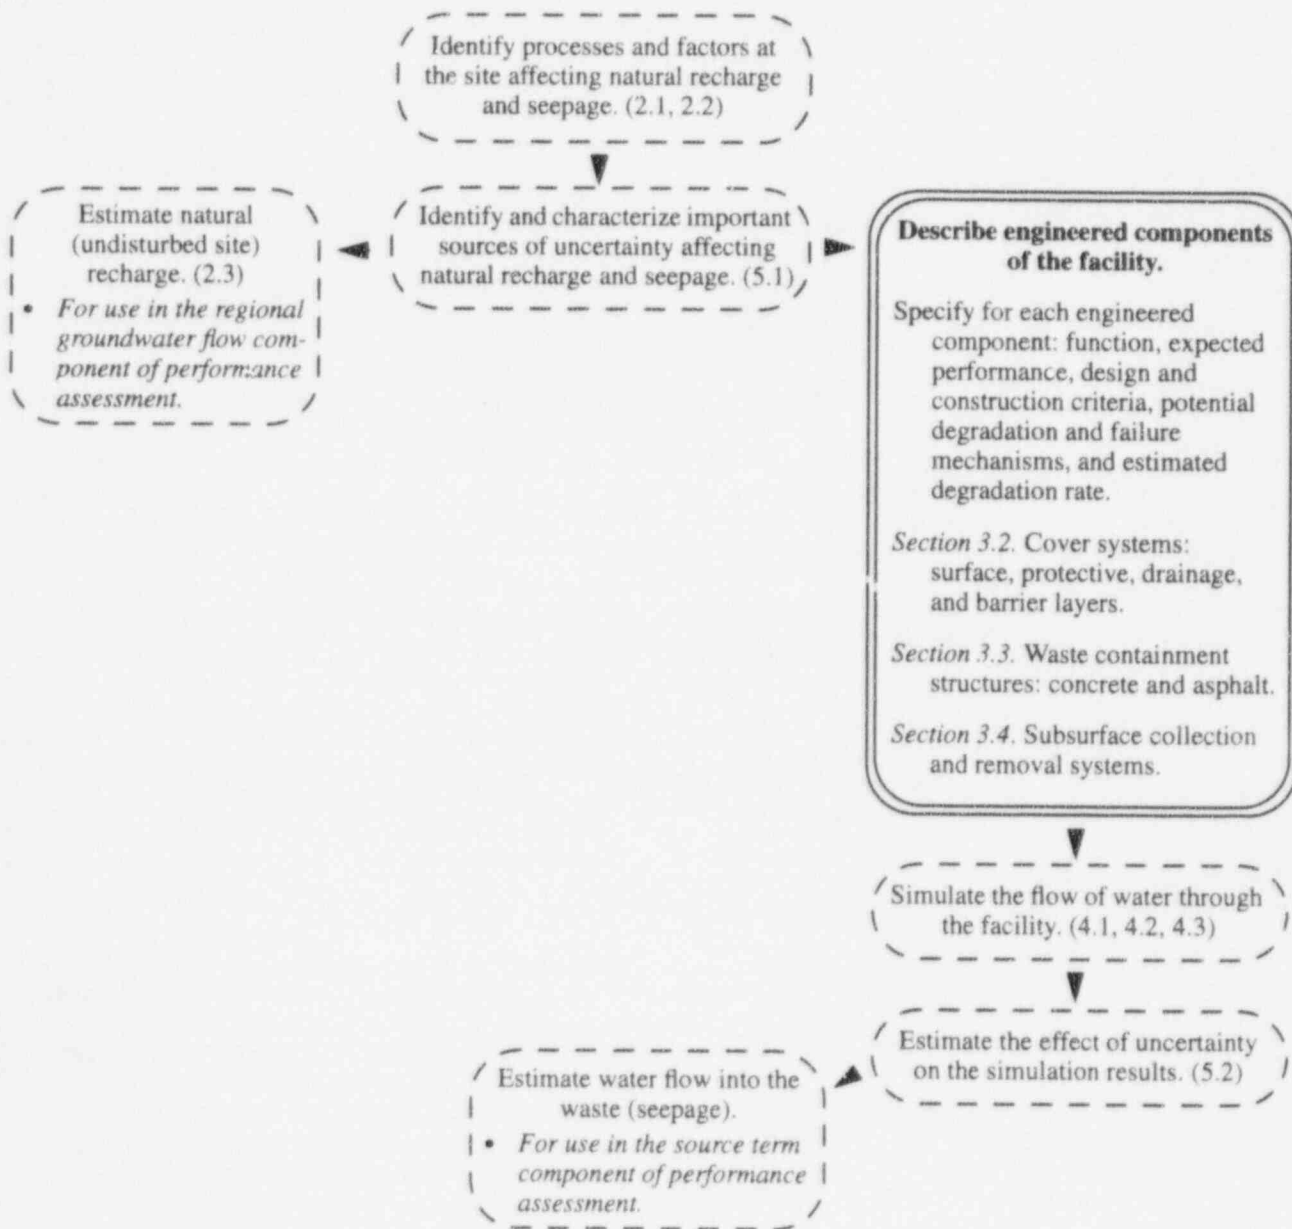 Identify processes and factors at
the site affecting natural recharge
and seepage. (2.1, 2.2)
Estimate natural
(undisturbed site)
recharge. (2.3)
• For use in the regional
groundwater flow com-
ponent of performance
assessment.
Identify and characterize important
sources of uncertainty affecting
natural recharge and seepage. (5.1)
Describe engineered components
of the facility.
Specify for each engineered
component: function, expected
performance, design and
construction criteria, potential
degradation and failure
mechanisms, and estimated
degradation rate.
Section 3.2. Cover systems:
surface, protective, drainage,
and barrier layers.
Section 3.3. Waste containment
structures: concrete and asphalt.
Section 3.4. Subsurface collection
and removal systems.
Simulate the flow of water through
the facility. (4.1, 4.2, 4.3)
Estimate the effect of uncertainty
on the simulation results. (5.2)
Estimate water flow into the
waste (seepage).
• For use in the source term
component of performance
assessment.